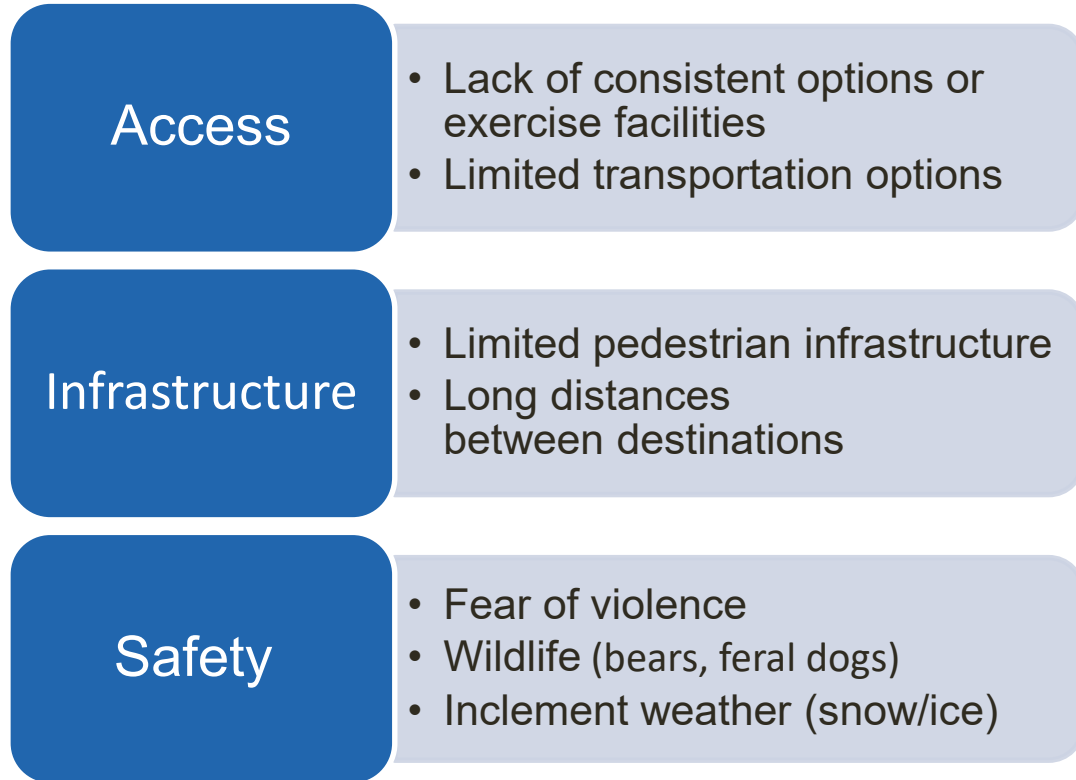 Access
• Lack of consistent options or
exercise facilities
• Limited transportation options
Infrastructure
• Limited pedestrian infrastructure
• Long distances
between destinations
Safety
• Fear of violence
• Wildlife (bears, feral dogs)
• Inclement weather (snow/ice)